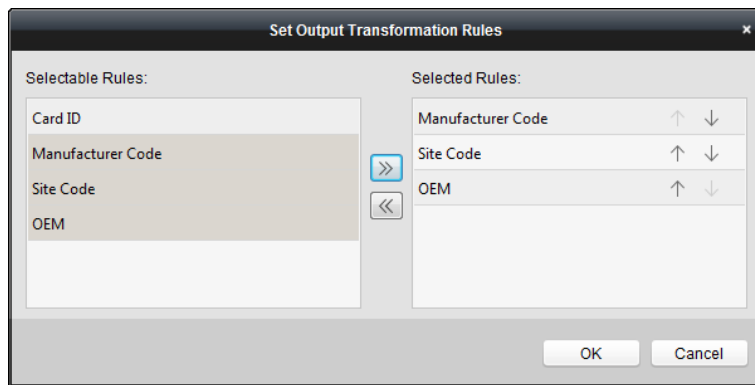 Set Output Transformation Rules
Selectable Rules:
Card ID
Manufacturer Code
Site Code
OEM
Selected Rules:
Manufacturer Code
Site Code
OEM
OK
Cancel